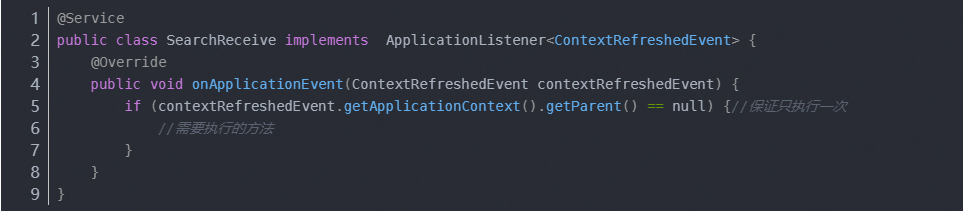 1 @Service
2 public class SearchReceive implements  ApplicationListener<ContextRefreshedEvent> {
3     @Override
4     public void onApplicationEvent(ContextRefreshedEvent contextRefreshedEvent) {
5         if (contextRefreshedEvent.getApplicationContext().getParent() == null) {//保证只执行一次
6             //需要执行的方法
7         }
8     }
9 }